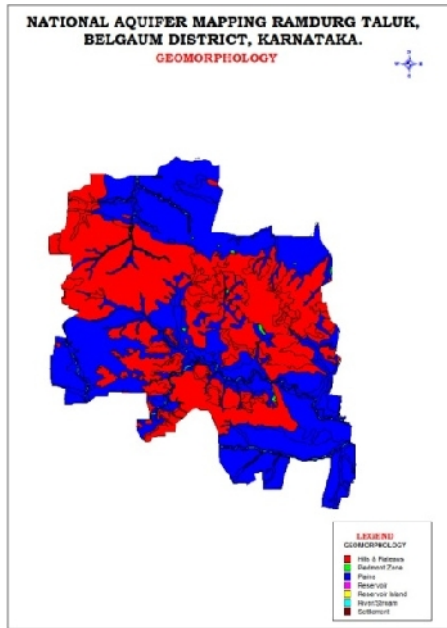 NATIONAL AQUIFER MAPPING RAMDURG TALUK,
BELGAUM DISTRICT, KARNATAKA.
GEOMORPHOLOGY
LEGEND
GEOMORPHOLOGY
Hills & Plateaus
Pediment Zone
Plains
Reservoir
Reservoir Island
River/Stream
Settlement